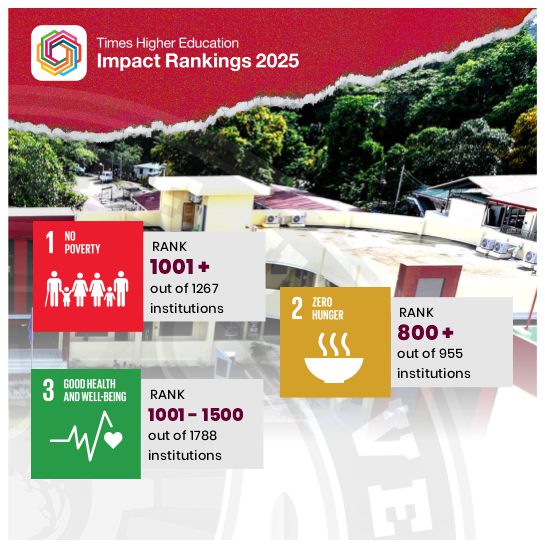 Times Higher Education
Impact Rankings 2025
1 NO
POVERTY
RANK
1001 +
out of 1267
institutions
2 ZERO
HUNGER
RANK
800 +
out of 955
institutions
3 GOOD HEALTH
AND WELL-BEING
RANK
1001 - 1500
out of 1788
institutions